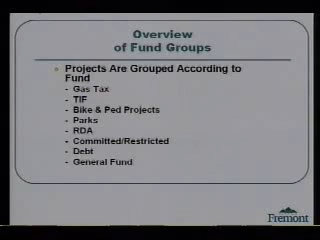 Overview
of Fund Groups
• Projects Are Grouped According to
Fund
- Gas Tax
- TIF
- Bike & Ped Projects
- Parks
- RDA
- Committed/Restricted
- Debt
- General Fund
Fremont